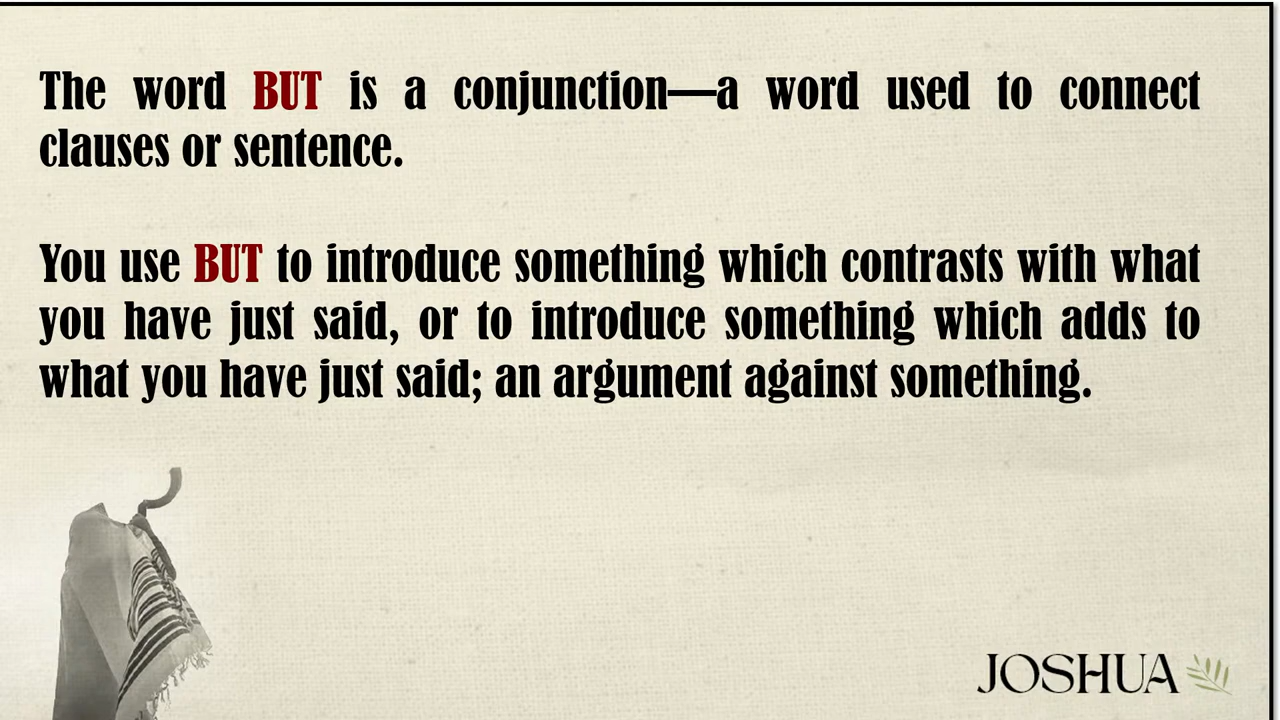 The word BUT is a conjunction—a word used to connect
clauses or sentence.
You use BUT to introduce something which contrasts with what
you have just said, or to introduce something which adds to
what you have just said; an argument against something.
JOSHUA